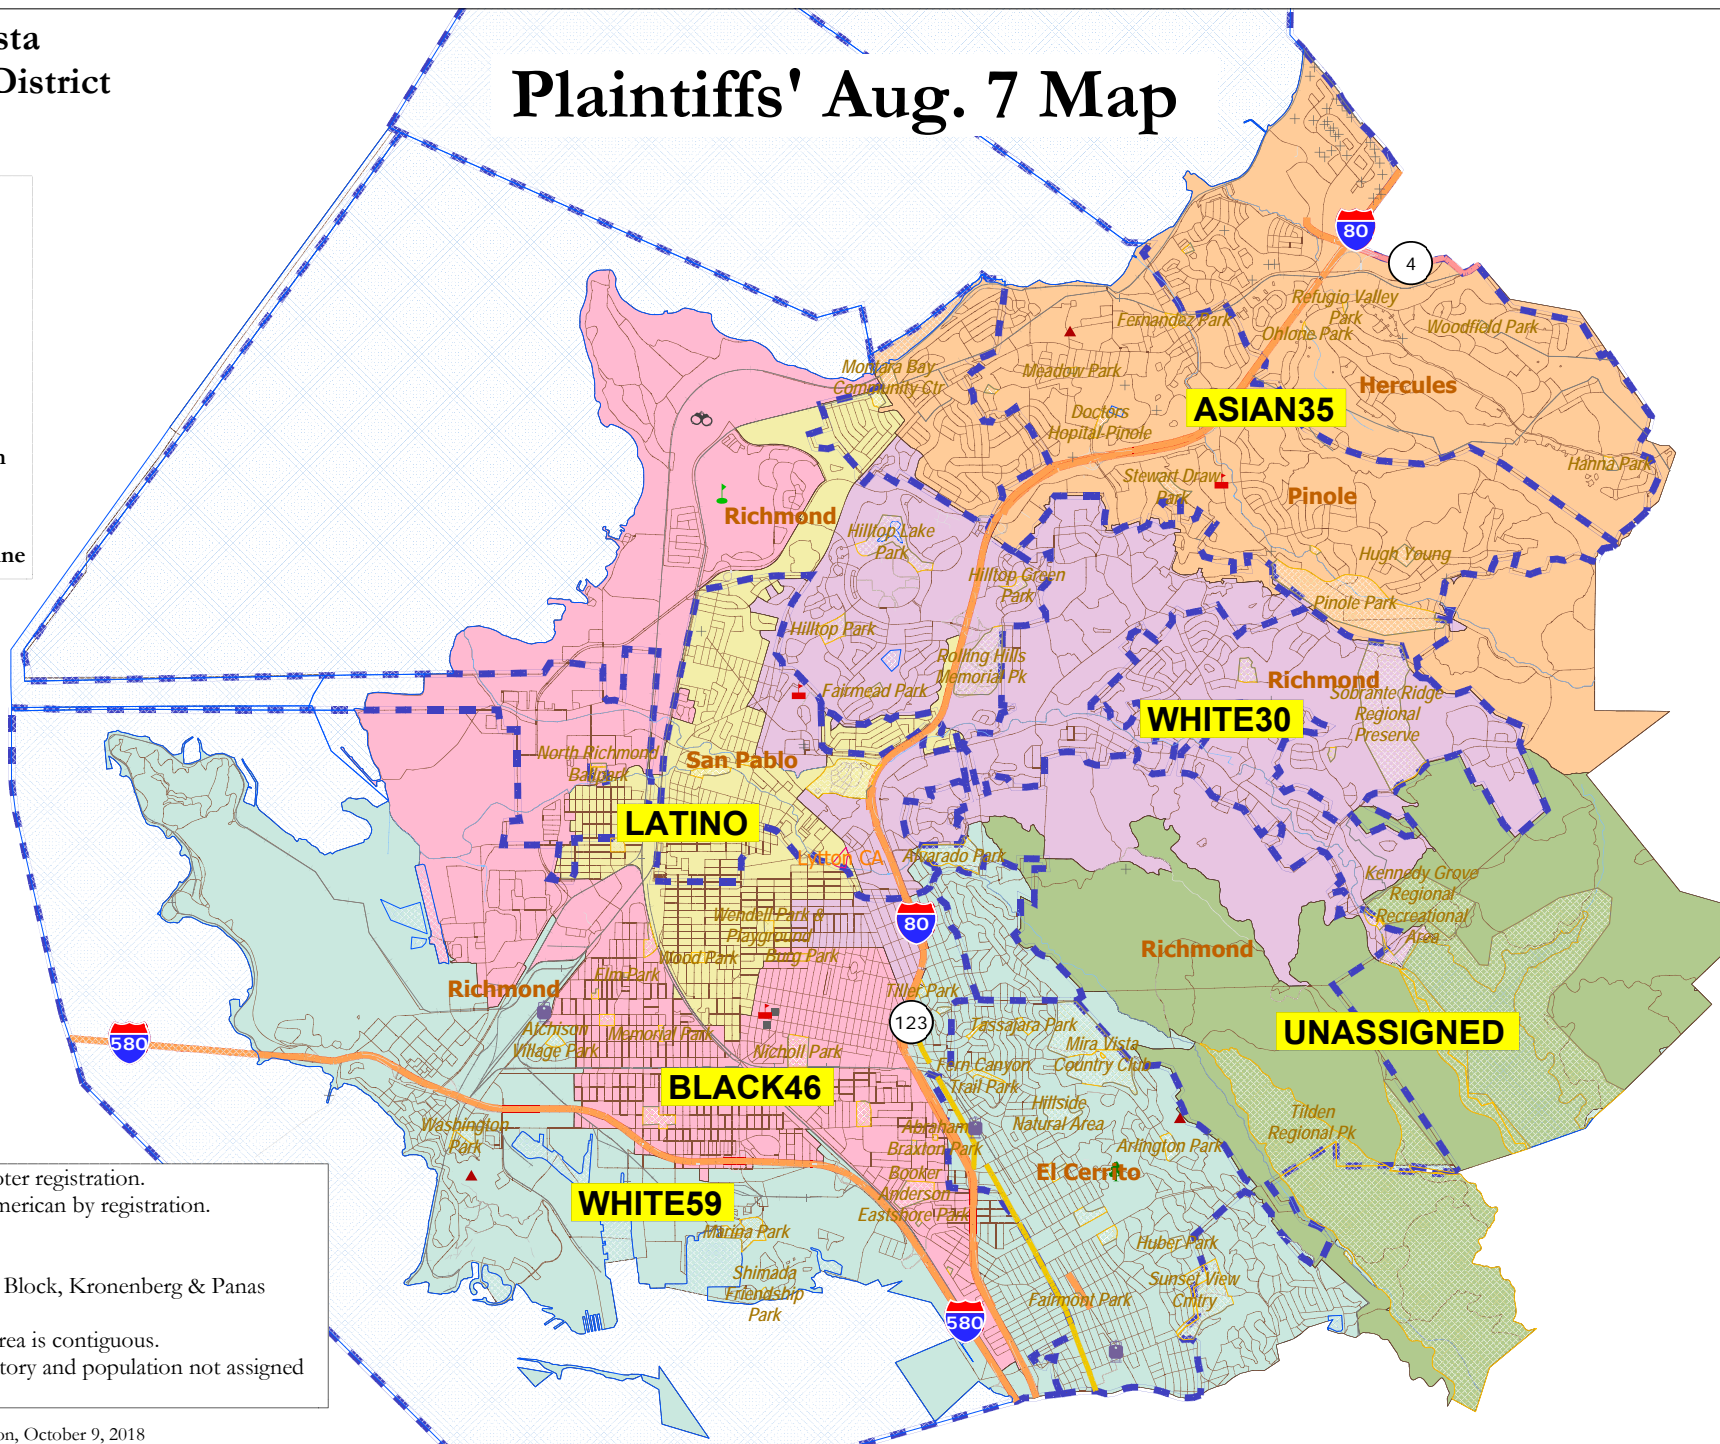 sta
District
Plaintiffs' Aug. 7 Map
n
ne
80
4
Refugio Valley
Park
Fernandez Park
Ohlone Park
Woodfield Park
Montara Bay
Community Ctr
Meadow Park
Hercules
ASIAN35
Doctors
Hopital-Pinole
Hanna Park
Stewart Draw
Park
Pinole
Richmond
Hilltop Lake
Park
Hugh Young
Hilltop Green
Park
Pinole Park
Hilltop Park
Rolling Hills
Memorial Pk
Fairmead Park
Richmond
Sobrante Ridge
Regional
Preserve
WHITE30
North Richmond
Ballpark
San Pablo
LATINO
Lytton CA
Alvarado Park
Kennedy Grove
Regional
Recreational
Area
80
Wendell Park &
Playground
Wood Park
Burg Park
Richmond
Elm Park
Richmond
Tiller Park
123
Atchison
Village Park
Memorial Park
Nicholl Park
Tassajara Park
Mira Vista
Country Club
UNASSIGNED
580
Fern Canyon
Trail Park
BLACK46
Hillside
Natural Area
Tilden
Regional Pk
Washington
Park
Abraham
Braxton Park
Arlington Park
El Cerrito
Booker
Anderson
Eastshore Park
WHITE59
Marina Park
Huber Park
Shimada
Friendship
Park
Sunset View
Cmtry
Fairmont Park
580
oter registration.
merican by registration.
Block, Kronenberg & Panas
rea is contiguous.
tory and population not assigned
on, October 9, 2018